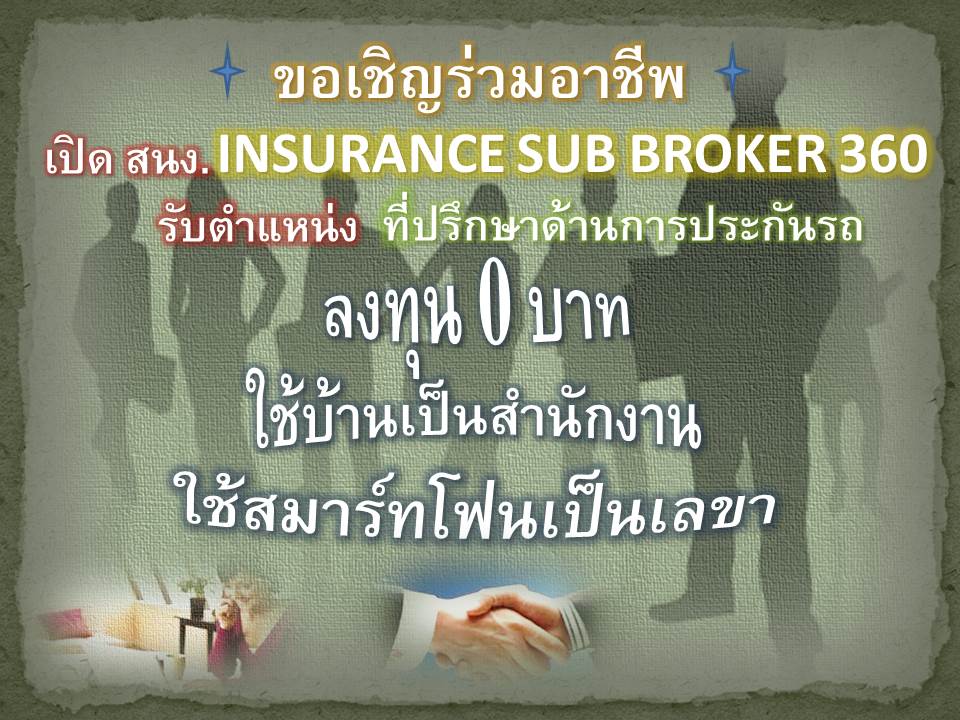 ขอเชิญร่วมอาชีพ
เปิด สนง. INSURANCE SUB BROKER 360
รับตำแหน่ง ที่ปรึกษาด้านการประกันรถ
ลงทุน 0 บาท
ใช้บ้านเป็นสำนักงาน
ใช้สมาร์ทโฟนเป็นเลขา